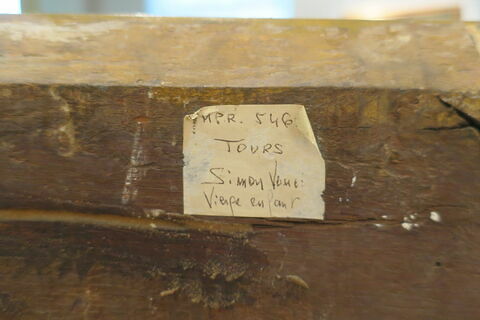 MPR. 546
TOURS
Simon Vouet
Vierge enfant